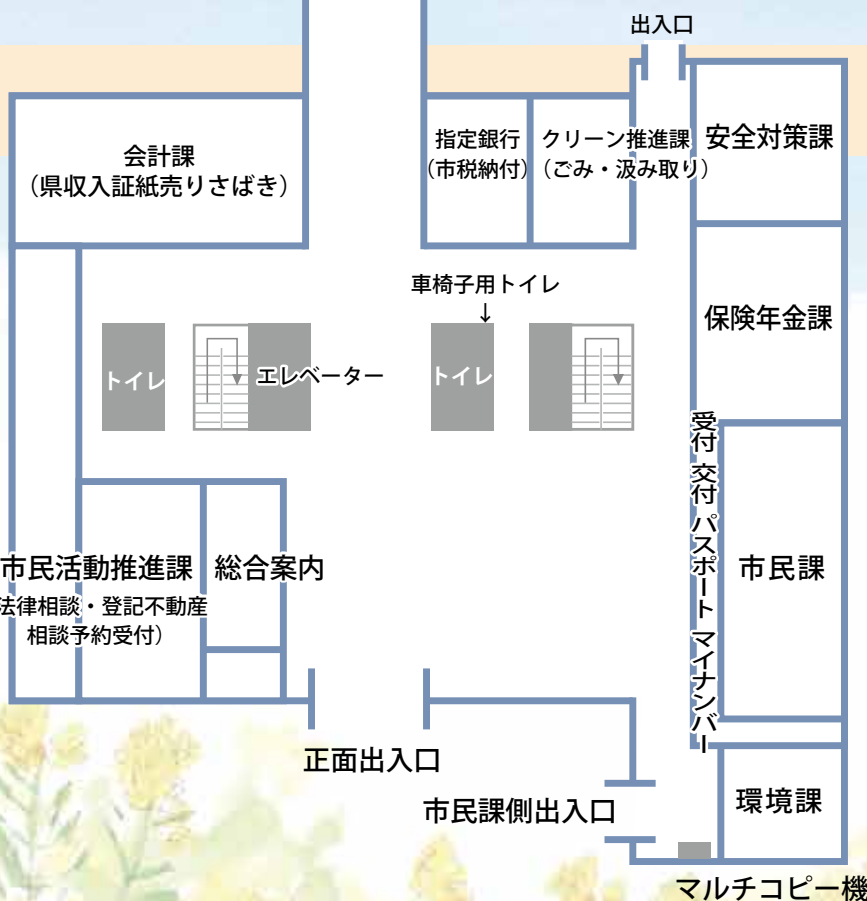 出入口
会計課
（県収入証紙売りさばき）
指定銀行
（市税納付）
クリーン推進課
（ごみ・汲み取り）
安全対策課
車椅子用トイレ
↓
保険年金課
トイレ
エレベーター
トイレ
受付 交付 パスポート マイナンバー
市民課
市民活動推進課
法律相談・登記不動産
相談予約受付）
総合案内
正面出入口
市民課側出入口
環境課
マルチコピー機